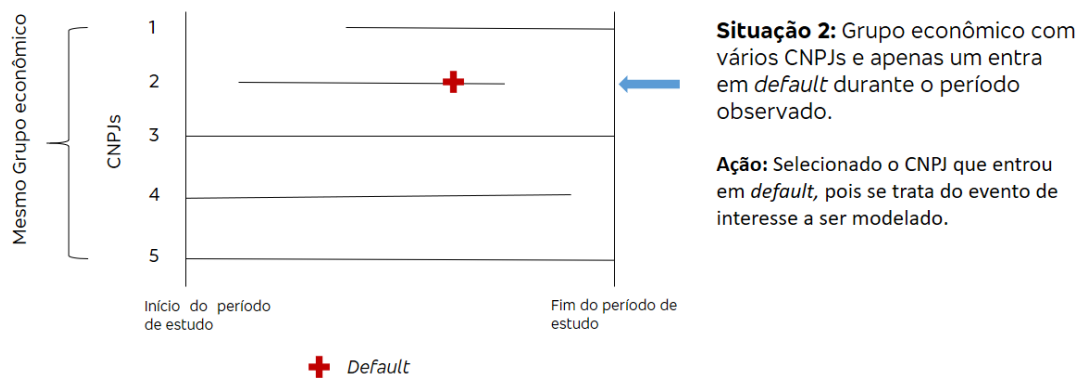 Mesmo Grupo econômico
CNPJs
1
2
3
4
5
Início do período
de estudo
Fim do período de
estudo
Default
Situação 2: Grupo econômico com
vários CNPJs e apenas um entra
em default durante o período
observado.
Ação: Selecionado o CNPJ que entrou
em default, pois se trata do evento de
interesse a ser modelado.